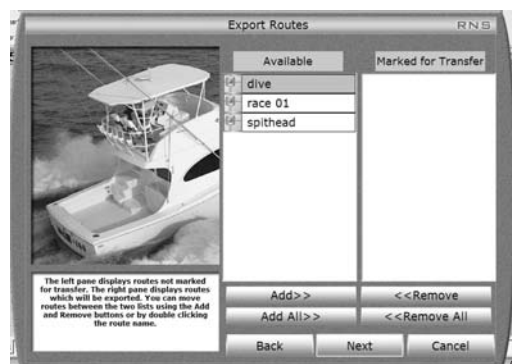 Export Routes
RNS
Available
Marked for Transfer
dive
race 01
spithead
The left pane displays routes not marked
for transfer. The right pane displays routes
which will be exported. You can move
routes between the two lists using the Add
and Remove buttons or by double clicking
the route name.
Add>>
<<Remove
Add All>>
<<Remove All
Back
Next
Cancel